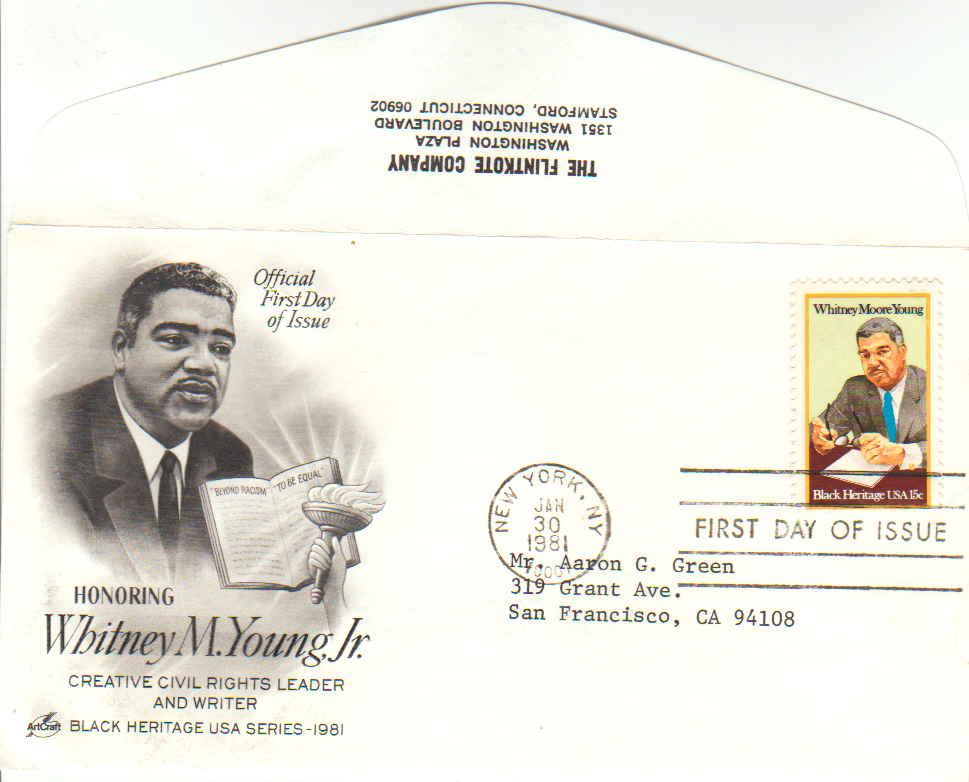 THE FLINTKOTE COMPANY
WASHINGTON PLAZA
1351 WASHINGTON BOULEVARD
STAMFORD, CONNECTICUT 06902
Official
First Day
of Issue
"BEYOND RACISM" "TO BE EQUAL"
HONORING
Whitney M. Young, Jr.
CREATIVE CIVIL RIGHTS LEADER
AND WRITER
ArtCraft BLACK HERITAGE USA SERIES-1981
Whitney Moore Young
Black Heritage USA 15c
NEW YORK, NY
JAN
30
1981
FIRST DAY OF ISSUE
Mr. Aaron G. Green
319 Grant Ave.
San Francisco, CA 94108